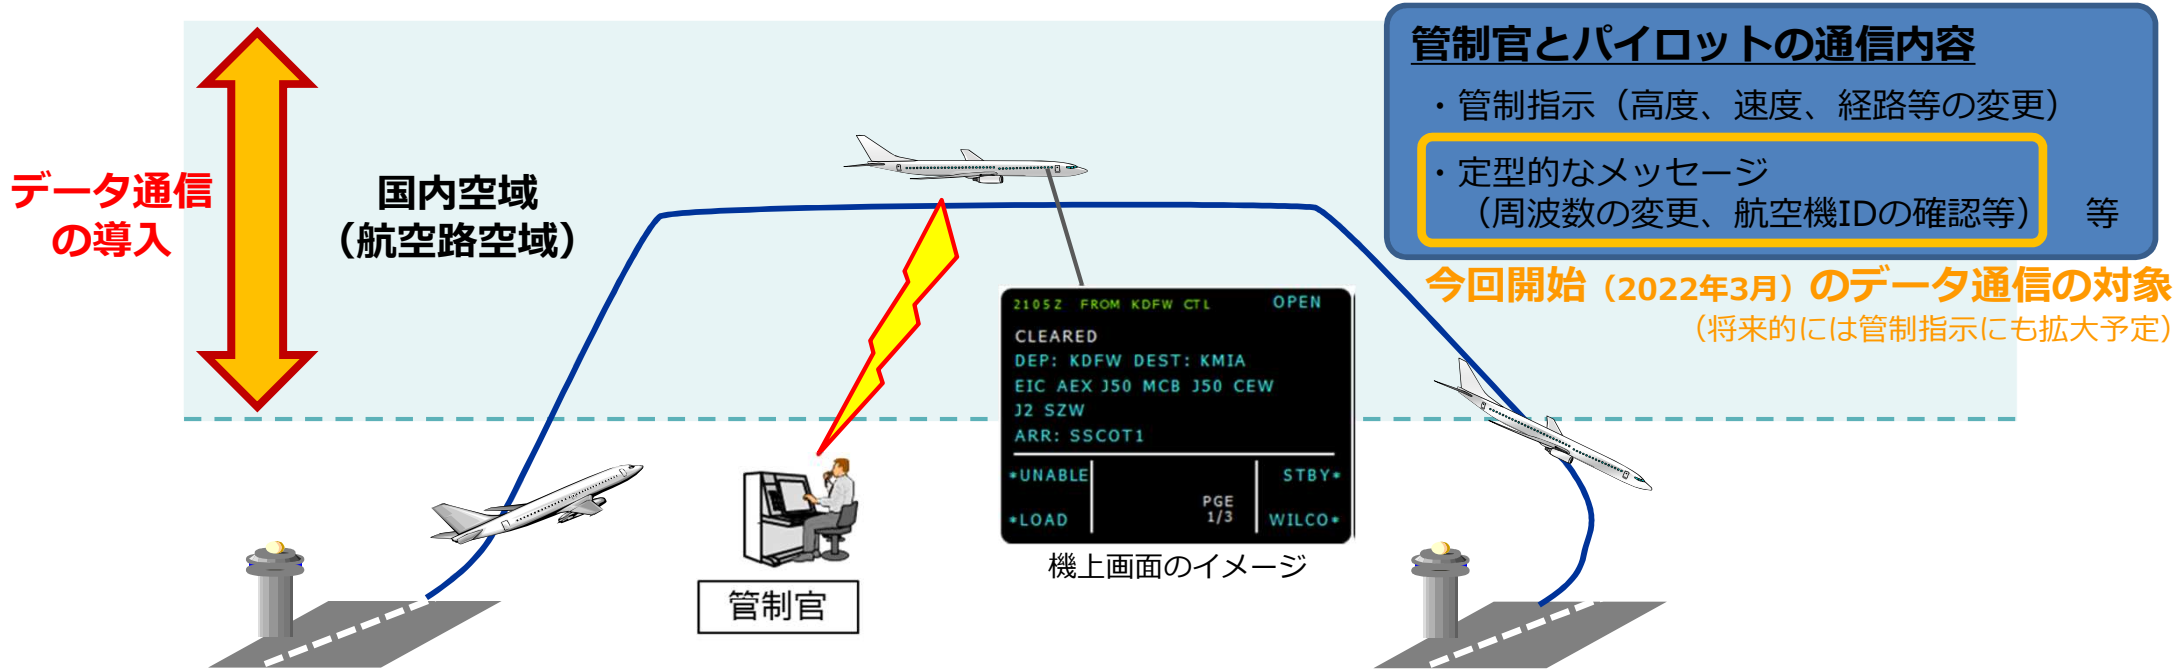 管制官とパイロットの通信内容
・管制指示（高度、速度、経路等の変更）
・定型的なメッセージ
（周波数の変更、航空機IDの確認等）　等
今回開始（2022年3月）のデータ通信の対象
（将来的には管制指示にも拡大予定）
データ通信
の導入
国内空域
（航空路空域）
2105Z FROM KDFW CTL OPEN
CLEARED
DEP: KDFW DEST: KMIA
EIC AEX J50 MCB J50 CEW
J2 SZW
ARR: SSCOT1
*UNABLE STBY*
PGE
1/3
*LOAD WILCO*
機上画面のイメージ
管制官